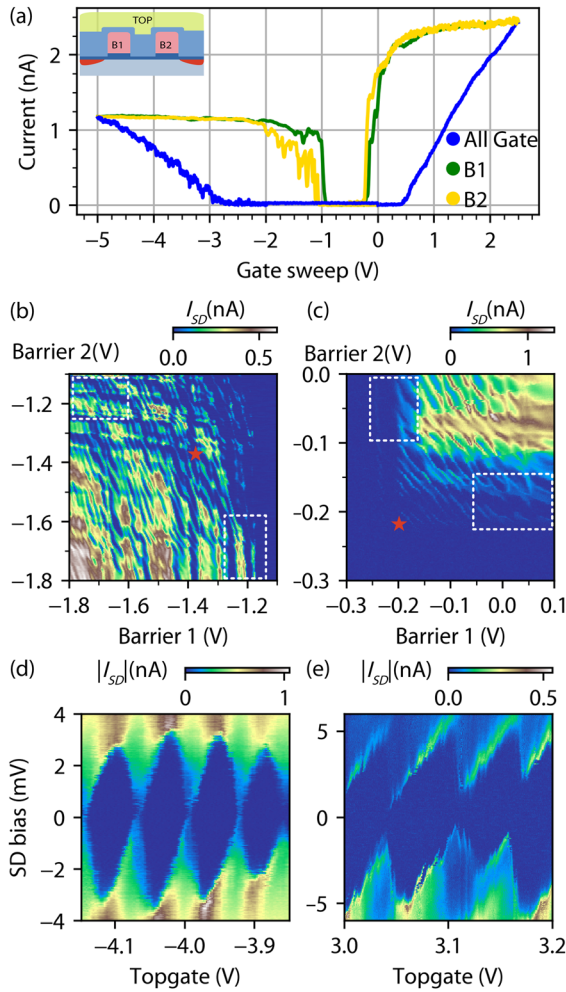 (a)
TOP
B1
B2
Current (nA)
2
1
0
All Gate
B1
B2
−5
−4
−3
−2
−1
0
1
2
Gate sweep (V)
(b)
I_SD(nA)
Barrier 2(V)
0.0
0.5
−1.2
−1.4
−1.6
−1.8
−1.8
−1.6
−1.4
−1.2
Barrier 1 (V)
(c)
I_SD(nA)
Barrier 2(V)
0
1
0.0
−0.1
−0.2
−0.3
−0.3
−0.2
−0.1
0.0
0.1
Barrier 1 (V)
(d)
|I_SD|(nA)
0
1
SD bias (mV)
4
2
0
−2
−4
−4.1
−4.0
−3.9
Topgate (V)
(e)
|I_SD|(nA)
0.0
0.5
5
0
−5
3.0
3.1
3.2
Topgate (V)